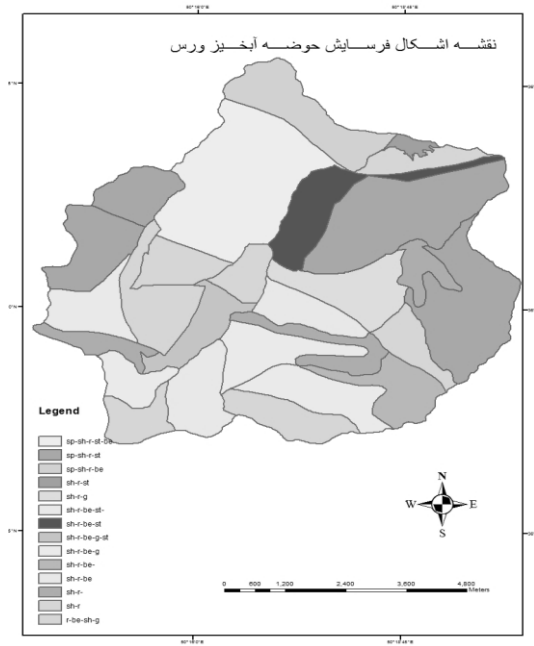 نقشه اشکال فرسایش حوضه آبخیز ورس
Legend
sp-sh-r-st-be
sp-sh-r-st
sp-sh-r-be
sh-r-st
sh-r-g
sh-r-be-st-
sh-r-be-st
sh-r-be-g-st
sh-r-be-g
sh-r-be-
sh-r-be
sh-r-
sh-r
r-be-sh-g
N
W E
S
0 600 1,200 2,400 3,600 4,800
Meters